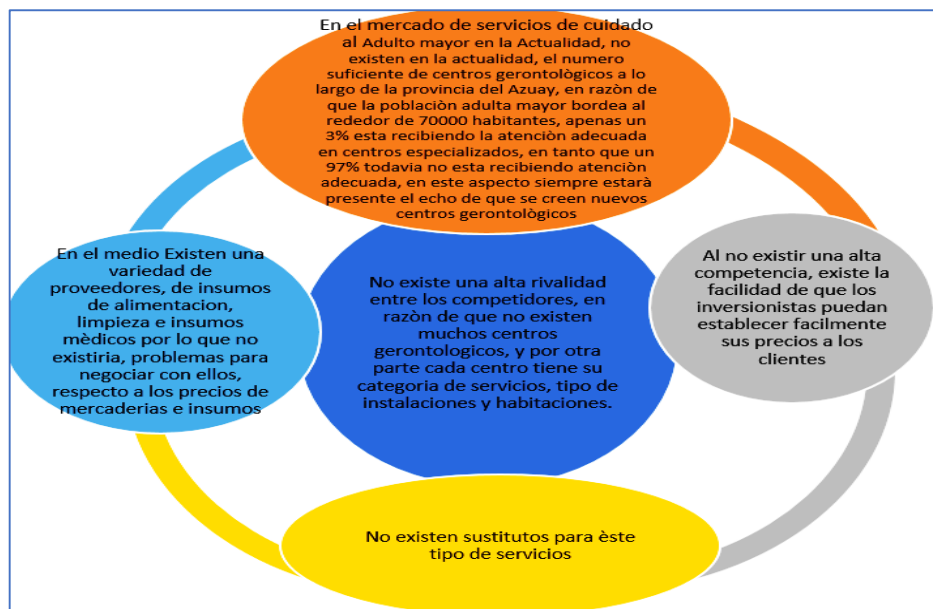 En el mercado de servicios de cuidado
al Adulto mayor en la Actualidad, no
existen en la actualidad, el numero
suficiente de centros gerontològicos a lo
largo de la provincia del Azuay, en razòn de
que la poblaciòn adulta mayor bordea al
rededor de 70000 habitantes, apenas un
3% esta recibiendo la atenciòn adecuada
en centros especializados, en tanto que un
97% todavia no esta recibiendo atenciòn
adecuada, en este aspecto siempre estarà
presente el echo de que se creen nuevos
centros gerontològicos
En el medio Existen una
variedad de
proveedores, de insumos
de alimentacion,
limpieza e insumos
mèdicos por lo que no
existiria, problemas para
negociar con ellos,
respecto a los precios de
mercaderias e insumos
No existe una alta rivalidad
entre los competidores, en
razòn de que no existen
muchos centros
gerontologicos, y por otra
parte cada centro tiene su
categoria de servicios, tipo de
instalaciones y habitaciones.
Al no existir una alta
competencia, existe la
facilidad de que los
inversionistas puedan
establecer facilmente
sus precios a los
clientes
No existen sustitutos para èste
tipo de servicios